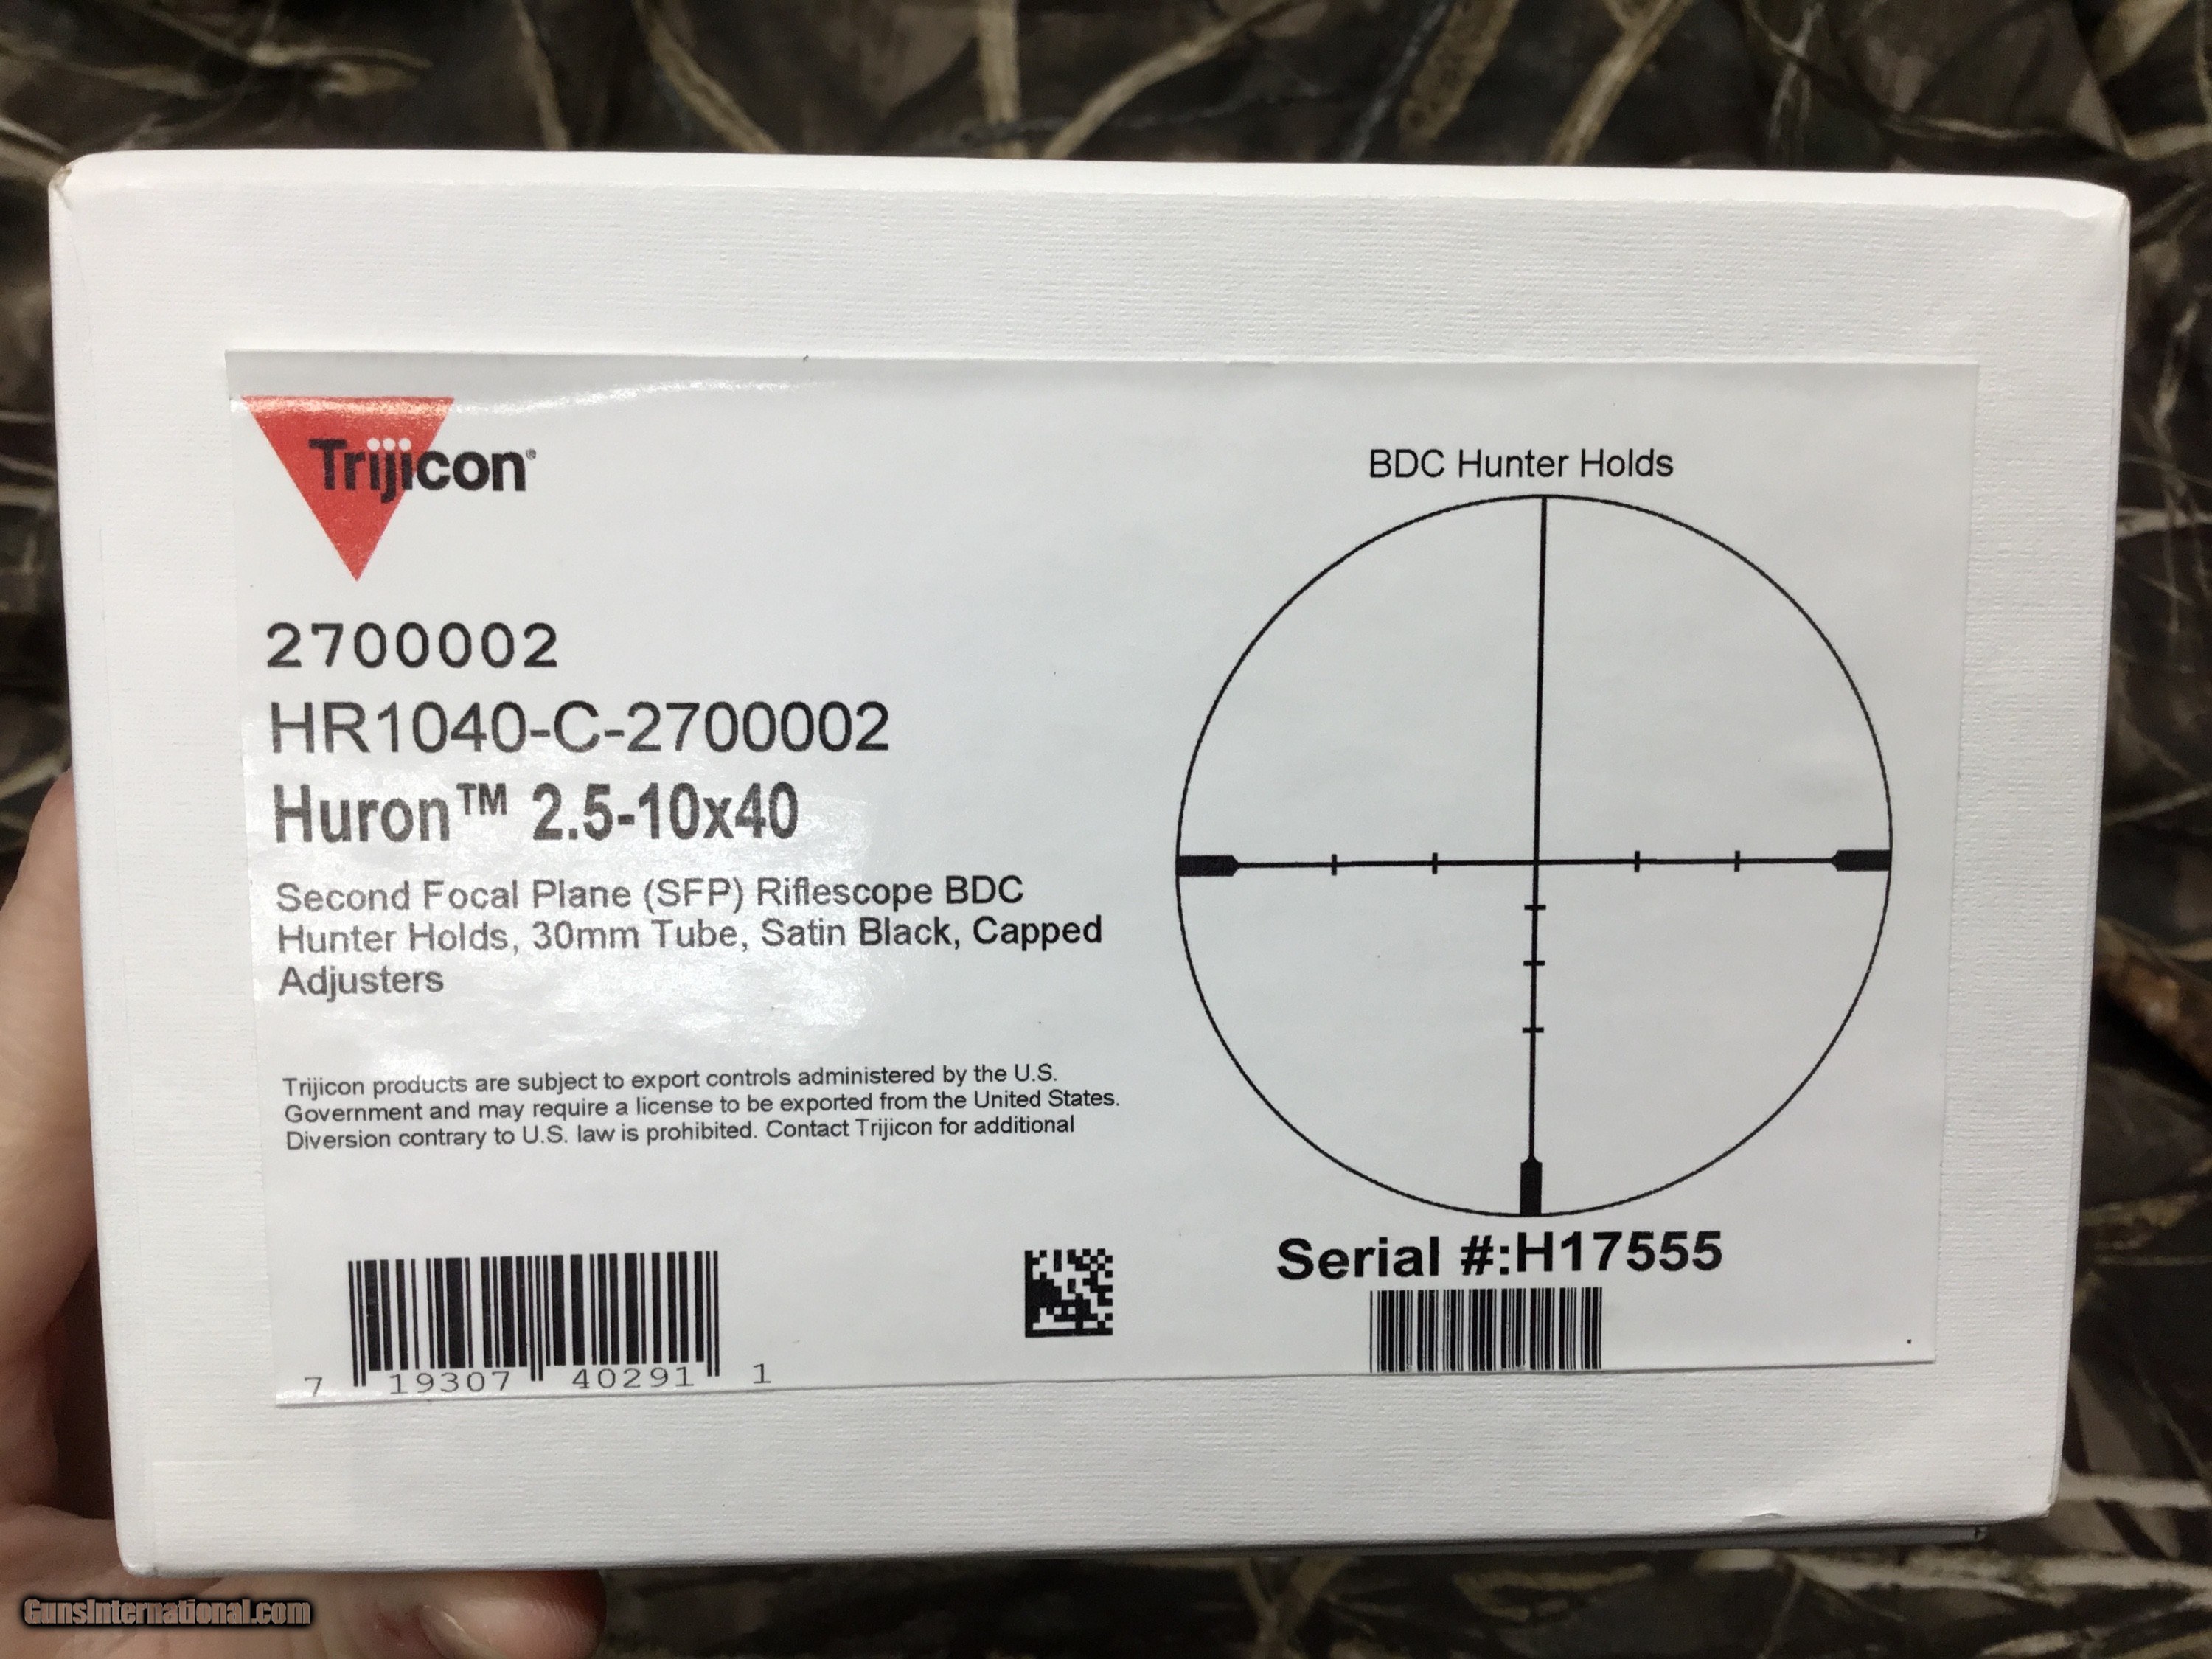 Trijicon®
2700002
HR1040-C-2700002
Huron™ 2.5-10x40
Second Focal Plane (SFP) Riflescope BDC
Hunter Holds, 30mm Tube, Satin Black, Capped
Adjusters
Trijicon products are subject to export controls administered by the U.S.
Government and may require a license to be exported from the United States.
Diversion contrary to U.S. law is prohibited. Contact Trijicon for additional
7 19307 40291 1
BDC Hunter Holds
Serial #:H17555
GunsInternational.com